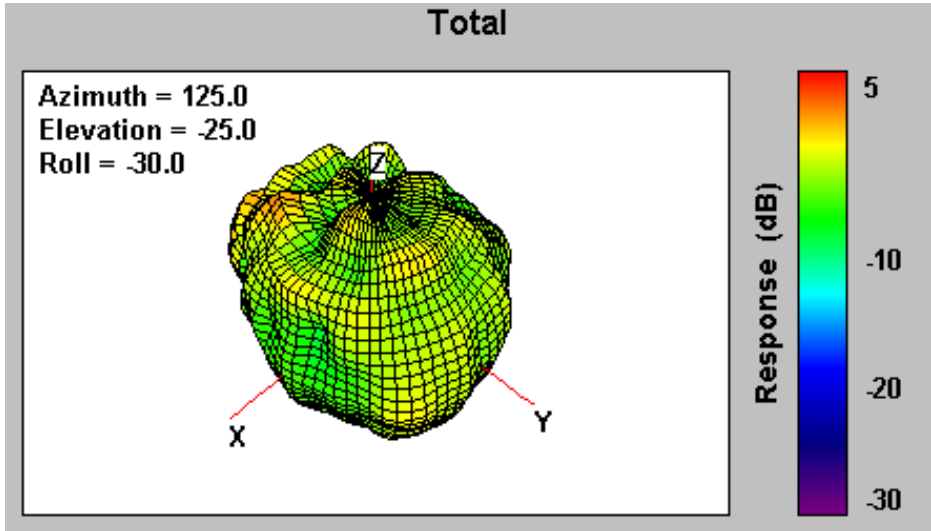 Total
Azimuth = 125.0
Elevation = -25.0
Roll = -30.0
Z
X
Y
Response (dB)
5
-10
-20
-30